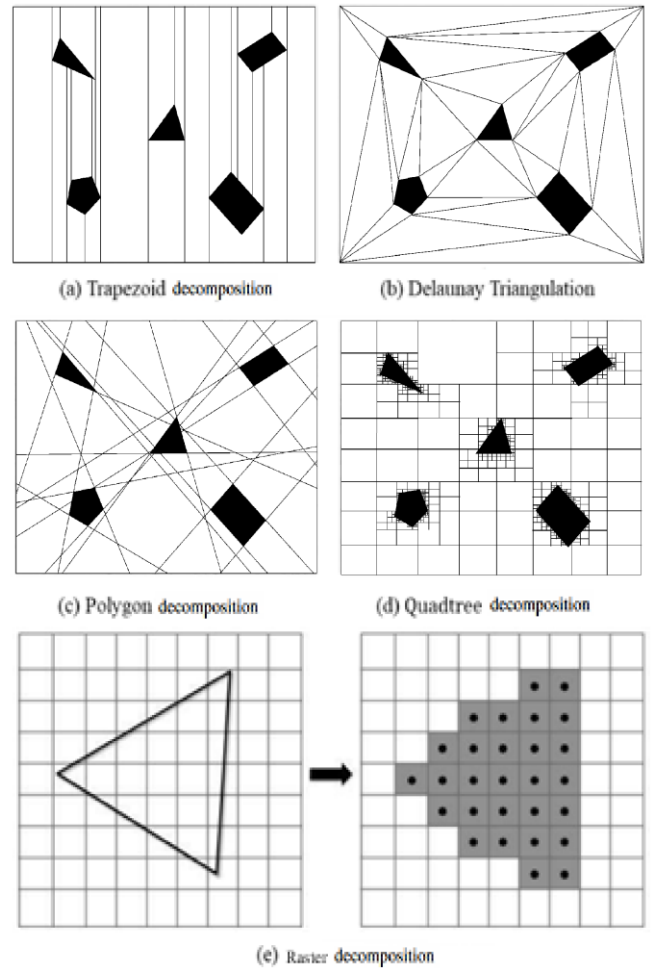 (a) Trapezoid decomposition
(b) Delaunay Triangulation
(c) Polygon decomposition
(d) Quadtree decomposition
(e) Raster decomposition